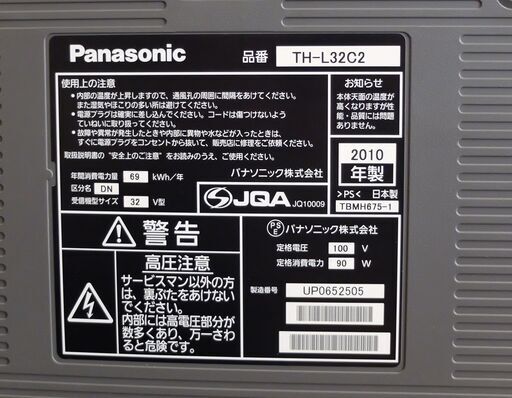 Panasonic
品番 TH-L32C2
使用上の注意
• 内部の温度が上昇しますので、通風孔の周囲に間隔をあけてください。
また湿気やほこりの多い所は避けてください。
• 電源プラグは確実に差し込んでください。コードは傷つけないよう
ていねいに取り扱ってください。
• 故障や異常が発生したときや内部に異物や水などが入ったときは、
すぐに電源プラグをコンセントから抜いて、販売店に修理をご依頼ください。
取扱説明書の“安全上のご注意”をお読みのうえ、ご使用ください。
お知らせ
本体天面の温度が
高くなりますが性
能・品質には問題
ありません。
年間消費電力量 69 kWh/年
区分名 DN
受信機型サイズ 32 V型
パナソニック株式会社
JQA JQ10009
2010
年製
>PS< 日本製
TBMH675-1
警告
高圧注意
サービスマン以外の方
は、裏ぶたをあけない
でください。
内部には高電圧部分が
数多くあり、万一さわ
ると危険です。
PSE パナソニック株式会社
定格電圧 100 V
定格消費電力 90 W
製造番号 UP0652505